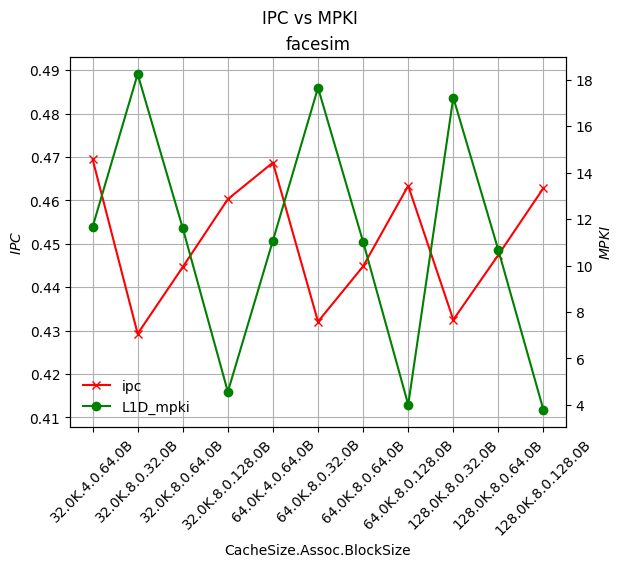 IPC vs MPKI
facesim
0.49
0.48
0.47
0.46
0.45
0.44
0.43
0.42
0.41
IPC
18
16
14
12
10
8
6
4
MPKI
ipc
L1D_mpki
32.0K.4.0.64.0B
32.0K.8.0.32.0B
32.0K.8.0.64.0B
32.0K.8.0.128.0B
64.0K.4.0.64.0B
64.0K.8.0.32.0B
64.0K.8.0.64.0B
64.0K.8.0.128.0B
128.0K.8.0.32.0B
128.0K.8.0.64.0B
128.0K.8.0.128.0B
CacheSize.Assoc.BlockSize